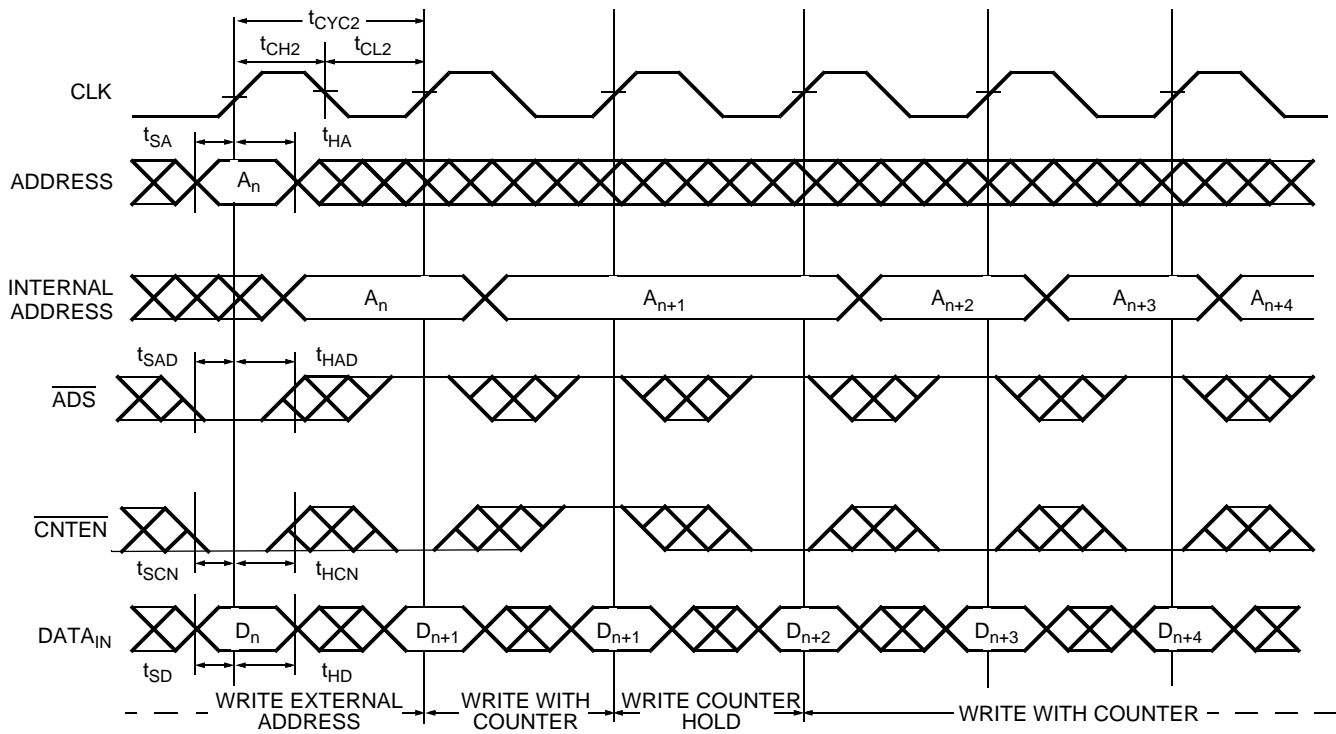 tCYC2
tCH2 tCL2
CLK
tSA tHA
ADDRESS An
INTERNAL
ADDRESS
An An+1 An+2 An+3 An+4
tSAD tHAD
ADS
CNTEN
tSCN tHCN
DATAIN Dn Dn+1 Dn+1 Dn+2 Dn+3 Dn+4
tSD tHD
WRITE EXTERNAL
ADDRESS
WRITE WITH
COUNTER
WRITE COUNTER
HOLD
WRITE WITH COUNTER